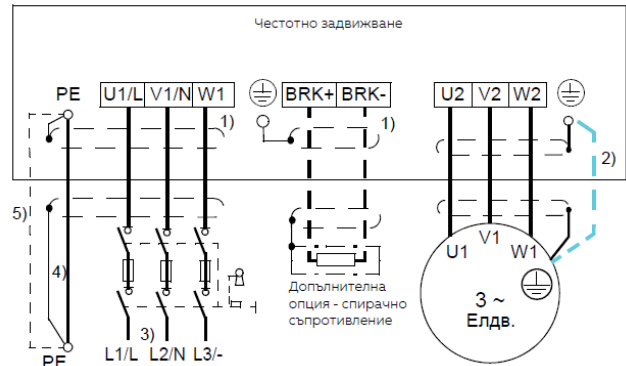 Честотно задвижване
PE U1/L V1/N W1 BRK+ BRK- U2 V2 W2
1) 1) 2)
5) 4)
U1 V1 W1
Допълнителна
опция - спирачно
съпротивление
3 ~
Елдв.
3)
PE L1/L L2/N L3/-